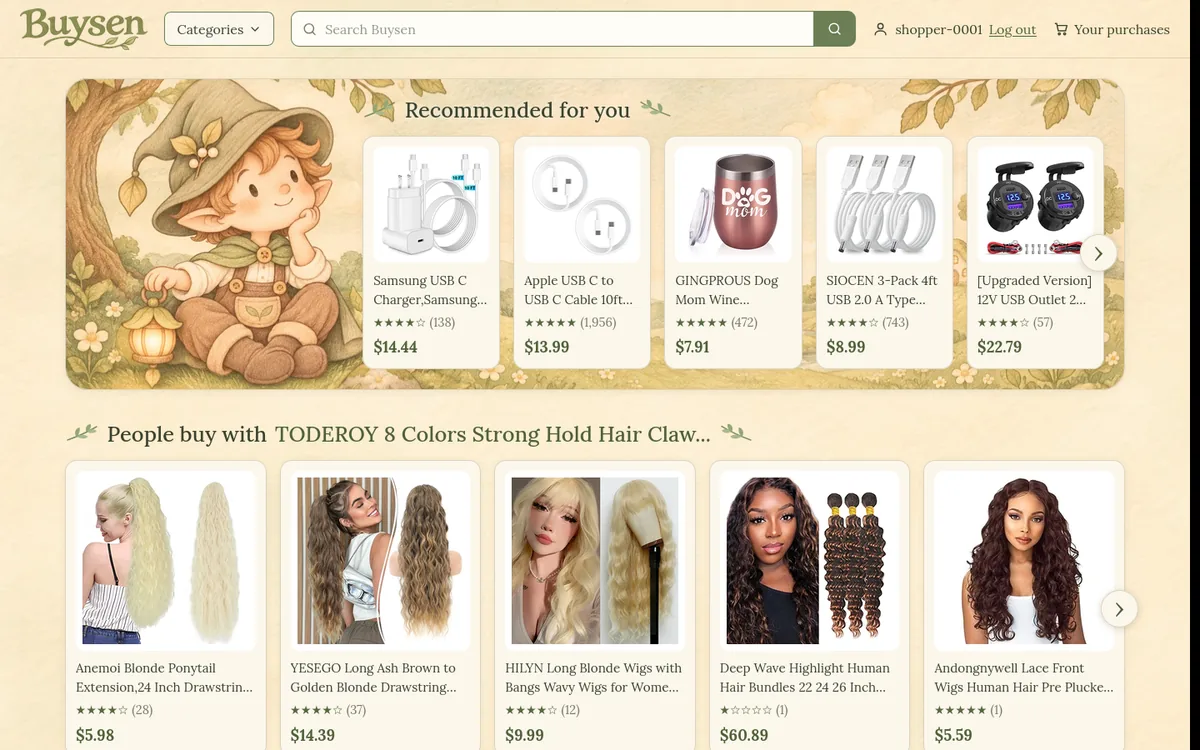 Buysen
Categories
Search Buysen
shopper-0001 Log out
Your purchases
Recommended for you
Samsung USB C
Charger,Samsung...
★★★★☆ (138)
$14.44
Apple USB C to
USB C Cable 10ft...
★★★★★ (1,956)
$13.99
DOG
mom
GINGPROUS Dog
Mom Wine...
★★★★★ (472)
$7.91
SIOCEN 3-Pack 4ft
USB 2.0 A Type...
★★★★☆ (743)
$8.99
12.5
12.5
[Upgraded Version]
12V USB Outlet 2...
★★★★☆ (57)
$22.79
People buy with TODEROY 8 Colors Strong Hold Hair Claw...
Anemoi Blonde Ponytail
Extension,24 Inch Drawstrin...
★★★★☆ (28)
$5.98
YESEGO Long Ash Brown to
Golden Blonde Drawstring...
★★★★☆ (37)
$14.39
HILYN Long Blonde Wigs with
Bangs Wavy Wigs for Wome...
★★★★☆ (12)
$9.99
Deep Wave Highlight Human
Hair Bundles 22 24 26 Inch...
★☆☆☆☆ (1)
$60.89
Andongnywell Lace Front
Wigs Human Hair Pre Plucke...
★★★★★ (1)
$5.59